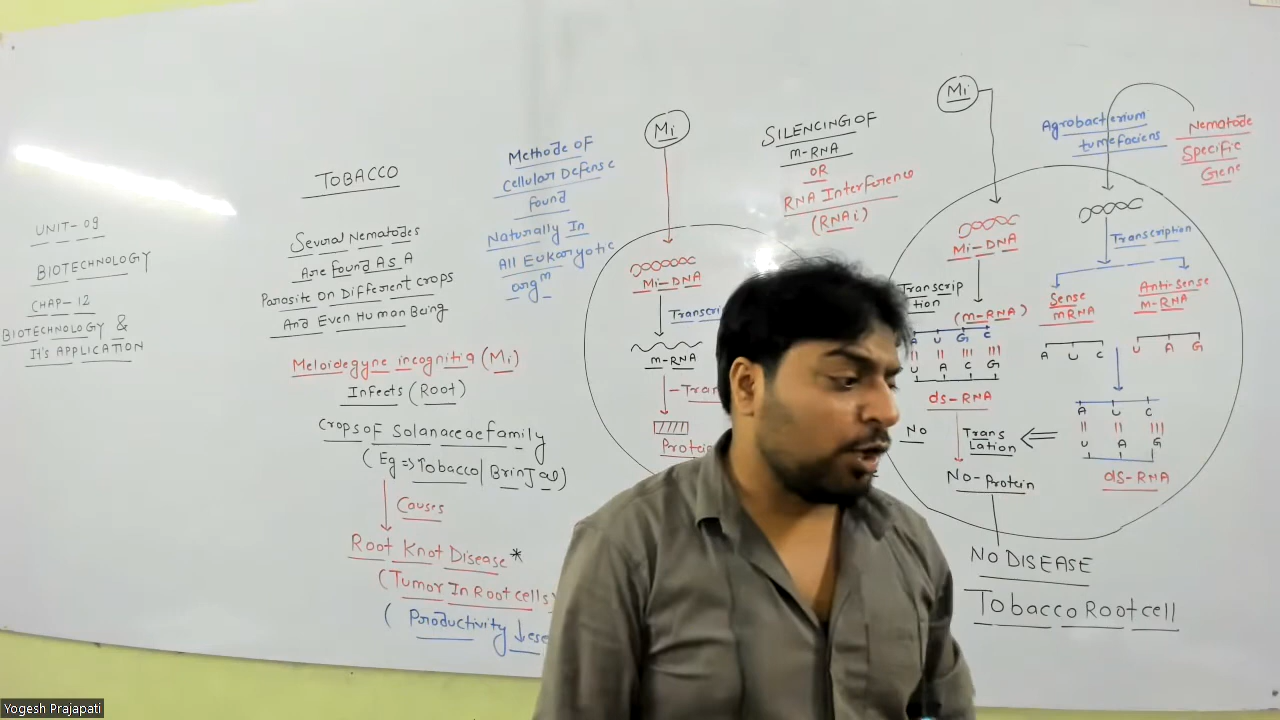 UNIT-09
BIOTECHNOLOGY
CHAP-12
BIOTECHNOLOGY &
It's APPLICATION
TOBACCO
Several Nematodes
Are Found As A
Parasite on Different crops
And Even Human Being
Meloidegyne incognitia (Mi)
Infects (Root)
Crops of Solanaceae family
(Eg => Tobacco | Brinjal)
Causes
Root Knot Disease *
(Tumor In Root cells
(Productivity ↓ese
Methode OF
Cellular Defense
Found
Naturally In
All Eukaryotic
orgm
Mi
Mi-DNA
m-RNA
Protein
SILENCING OF
m-RNA
OR
RNA Interference
(RNAi)
Mi
Mi-DNA
Transcrip
tion
(m-RNA)
A U G C
U A C G
ds-RNA
No Trans
Lation
No-Protein
NO DISEASE
Tobacco Root cell
Agrobacterium
tumefaciens
Nematode
Specific
Gene
Transcription
Sense
mRNA
Anti-sense
M-RNA
A U C
U A G
A U C
U A G
ds-RNA
Yogesh Prajapati